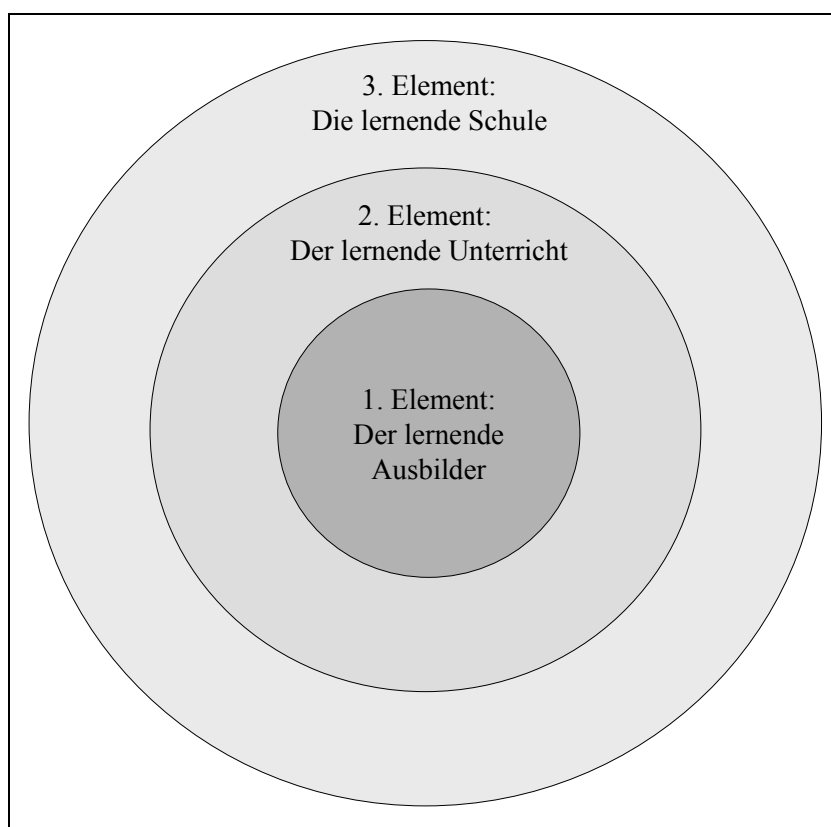 3. Element:
Die lernende Schule
2. Element:
Der lernende Unterricht
1. Element:
Der lernende
Ausbilder